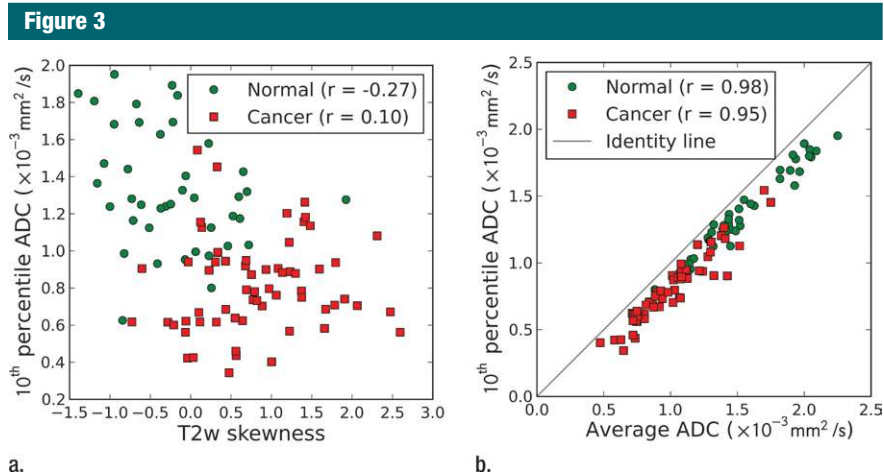 Figure 3
Normal (r = -0.27)
Cancer (r = 0.10)
10th percentile ADC (×10⁻³ mm²/s)
2.0
1.8
1.6
1.4
1.2
1.0
0.8
0.6
0.4
0.2
−1.5 −1.0 −0.5 0.0 0.5 1.0 1.5 2.0 2.5 3.0
T2w skewness
a.
Normal (r = 0.98)
Cancer (r = 0.95)
Identity line
10th percentile ADC (×10⁻³ mm²/s)
2.5
2.0
1.5
1.0
0.5
0.0
0.0 0.5 1.0 1.5 2.0 2.5
Average ADC (×10⁻³ mm²/s)
b.